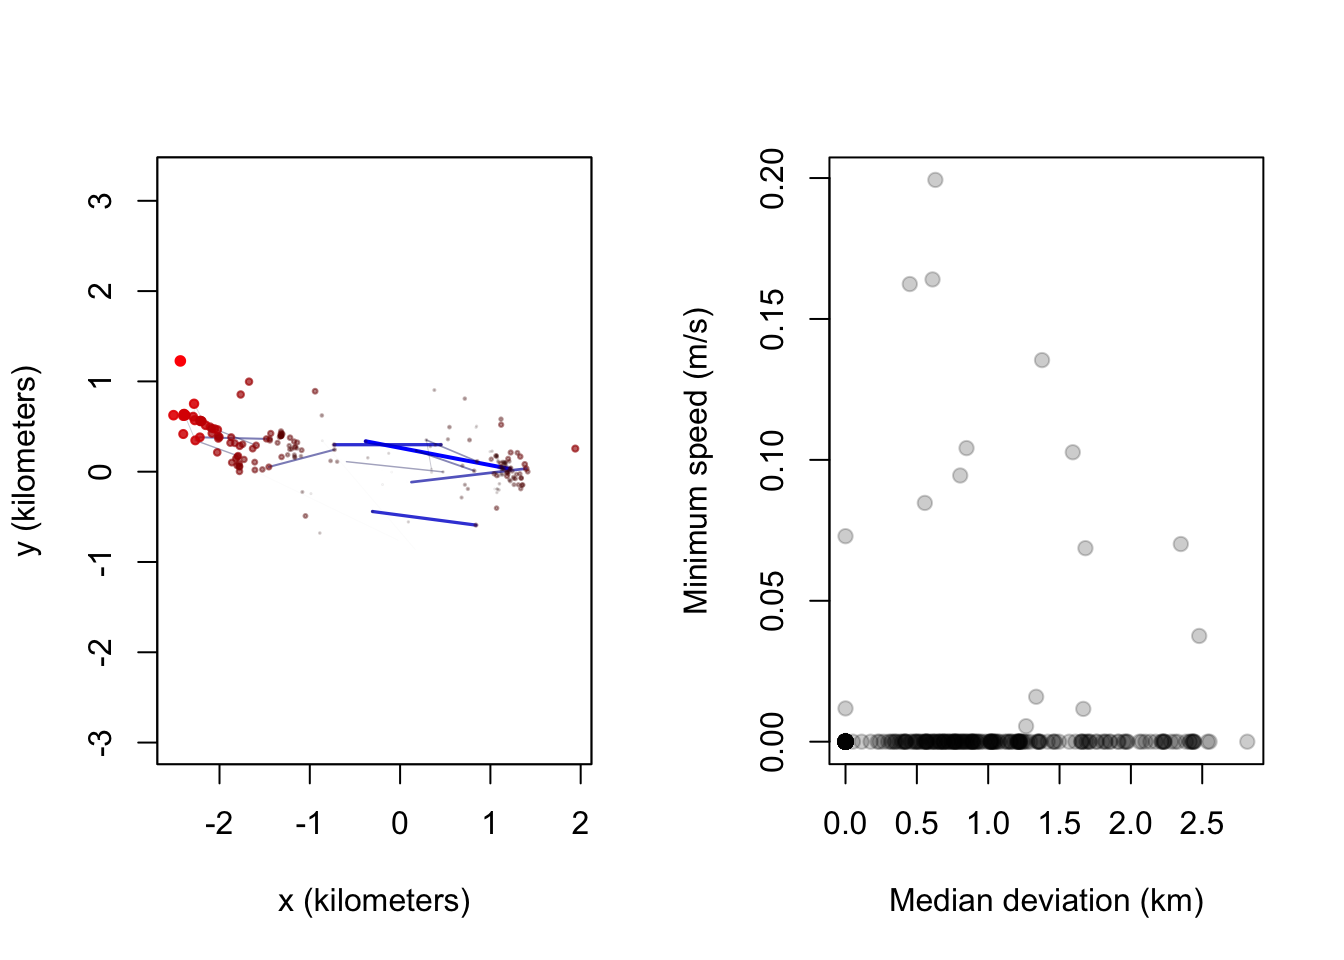 3
2
1
0
-1
-2
-3
y (kilometers)
-2 -1 0 1 2
x (kilometers)
0.20
0.15
0.10
0.05
0.00
Minimum speed (m/s)
0.0 0.5 1.0 1.5 2.0 2.5
Median deviation (km)